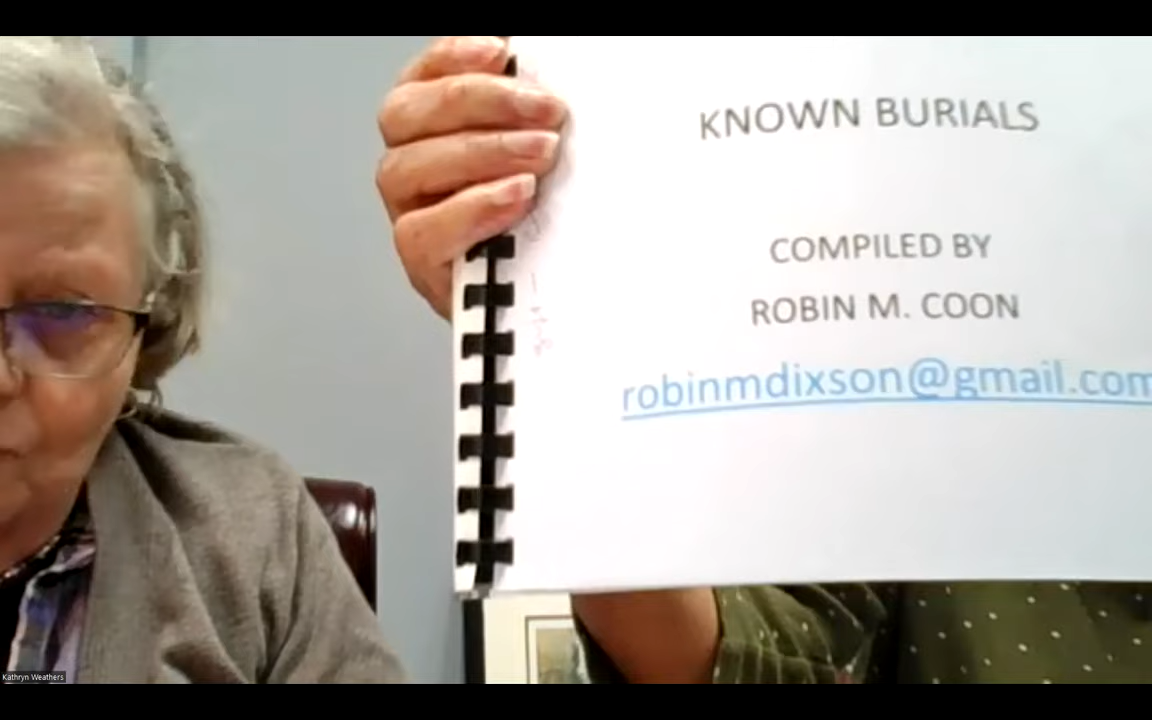 KNOWN BURIALS
COMPILED BY
ROBIN M. COON
robinmdixson@gmail.com
Kathryn Weathers